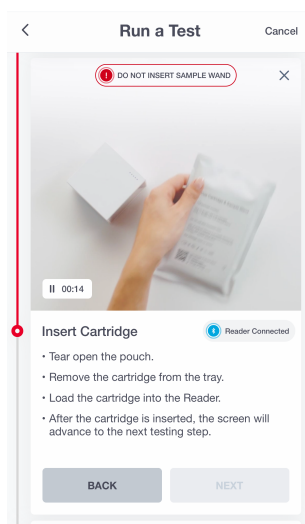 Run a Test
Cancel
! DO NOT INSERT SAMPLE WAND
00:14
Insert Cartridge
Reader Connected
• Tear open the pouch.
• Remove the cartridge from the tray.
• Load the cartridge into the Reader.
• After the cartridge is inserted, the screen will
advance to the next testing step.
BACK
NEXT